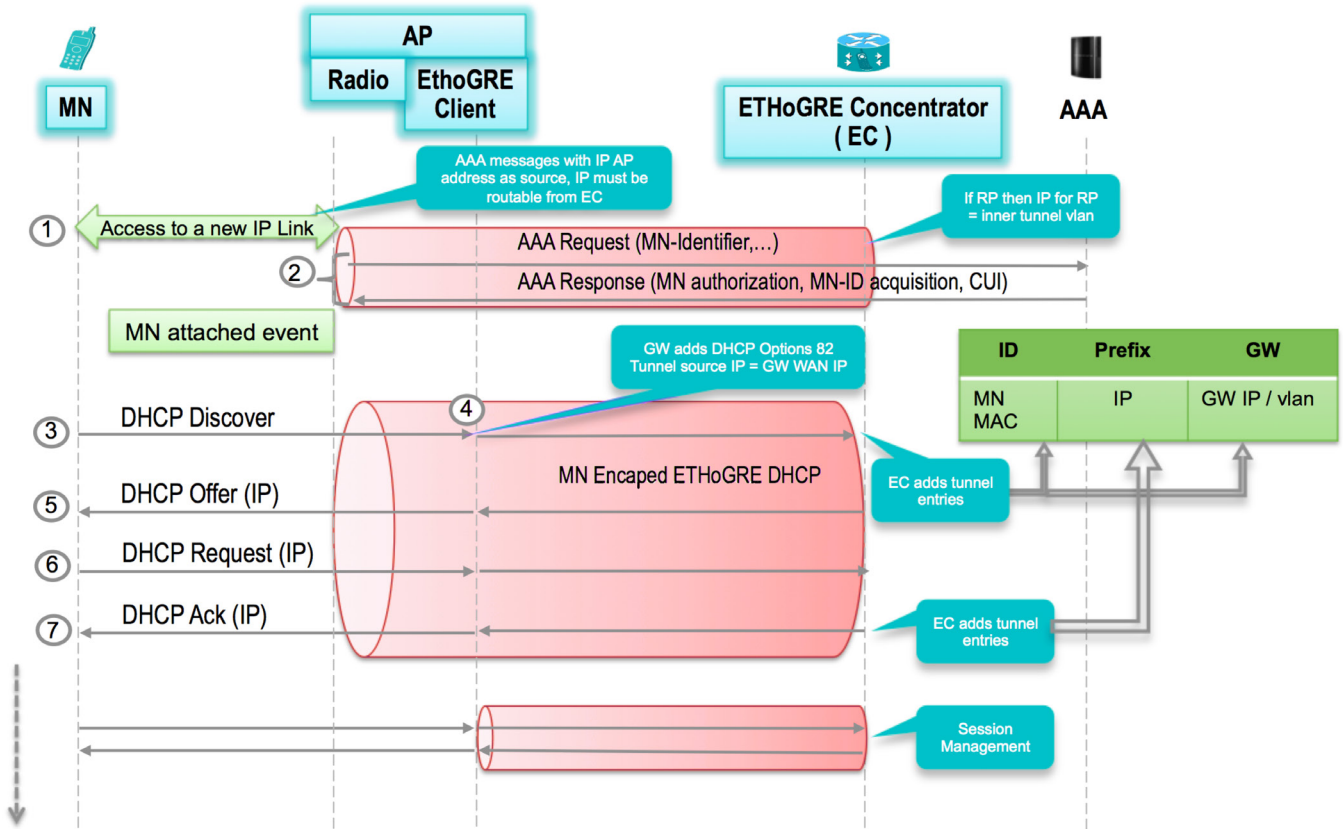 AP
Radio
EthoGRE
Client
MN
ETHoGRE Concentrator
( EC )
AAA
AAA messages with IP AP
address as source, IP must be
routable from EC
If RP then IP for RP
= inner tunnel vlan
1
Access to a new IP Link
AAA Request (MN-Identifier,...)
2
AAA Response (MN authorization, MN-ID acquisition, CUI)
MN attached event
GW adds DHCP Options 82
Tunnel source IP = GW WAN IP
ID Prefix GW
MN
MAC
IP
GW IP / vlan
3
DHCP Discover
4
MN Encaped ETHoGRE DHCP
EC adds tunnel
entries
5
DHCP Offer (IP)
6
DHCP Request (IP)
7
DHCP Ack (IP)
EC adds tunnel
entries
Session
Management